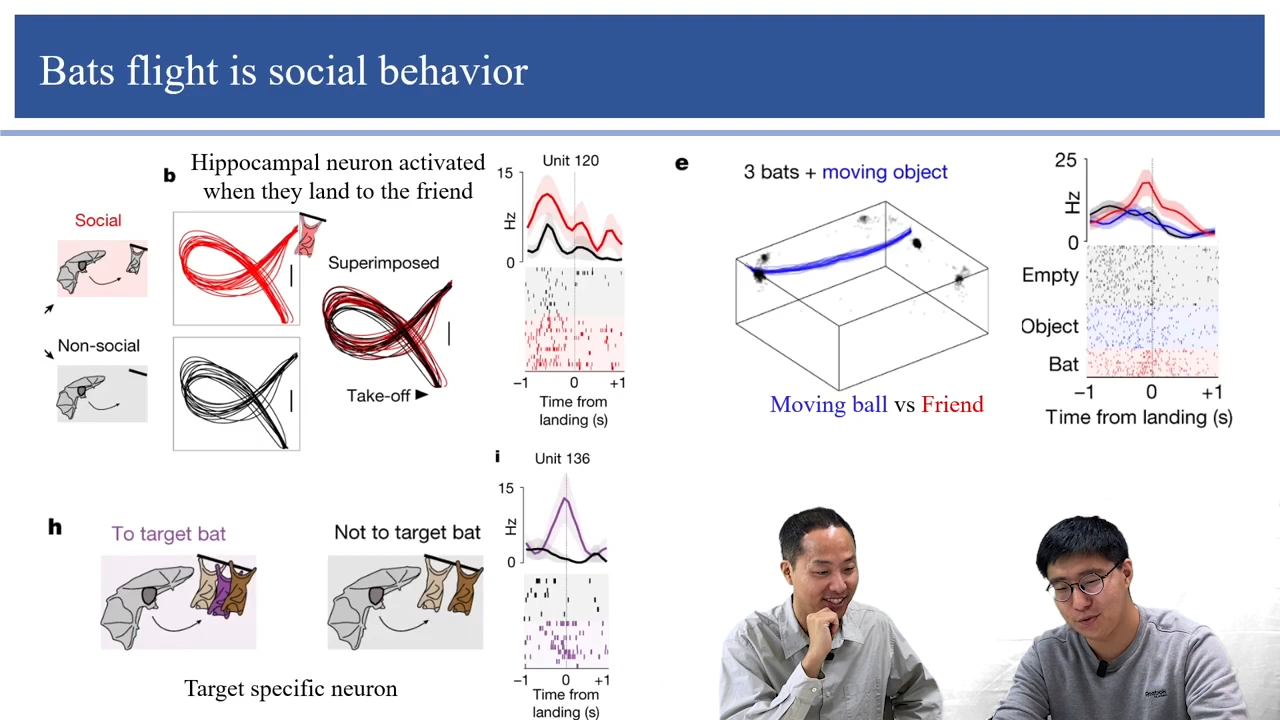 Bats flight is social behavior
b
Hippocampal neuron activated
when they land to the friend
Social
Non-social
Superimposed
Take-off
Unit 120
15
Hz
0
−1 0 +1
Time from
landing (s)
e
3 bats + moving object
Moving ball vs Friend
25
Hz
0
Empty
Object
Bat
−1 0 +1
Time from landing (s)
h
To target bat
Not to target bat
Target specific neuron
i
Unit 136
15
Hz
0
−1 0 +1
Time from
landing (s)